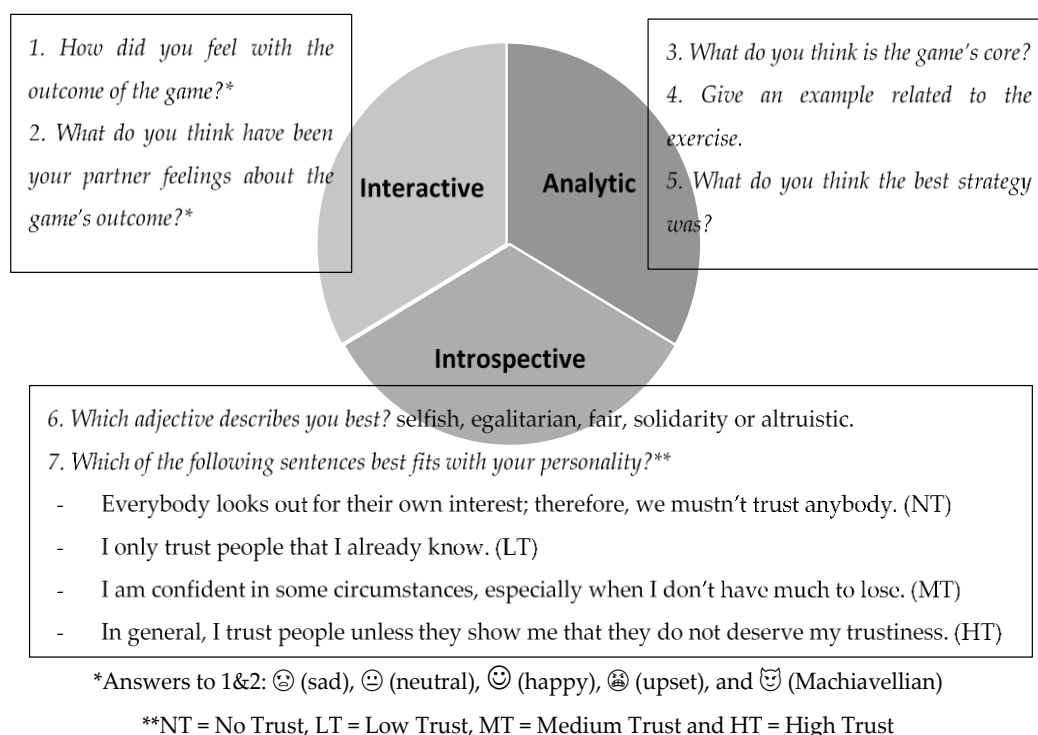 1. How did you feel with the
outcome of the game?*
2. What do you think have been
your partner feelings about the
game's outcome?*
3. What do you think is the game's core?
4. Give an example related to the
exercise.
5. What do you think the best strategy
was?
Interactive
Analytic
Introspective
6. Which adjective describes you best? selfish, egalitarian, fair, solidarity or altruistic.
7. Which of the following sentences best fits with your personality?**
- Everybody looks out for their own interest; therefore, we mustn't trust anybody. (NT)
- I only trust people that I already know. (LT)
- I am confident in some circumstances, especially when I don't have much to lose. (MT)
- In general, I trust people unless they show me that they do not deserve my trustiness. (HT)
*Answers to 1&2: ☹ (sad), 😐 (neutral), ☺ (happy), 😫 (upset), and 😈 (Machiavellian)
**NT = No Trust, LT = Low Trust, MT = Medium Trust and HT = High Trust